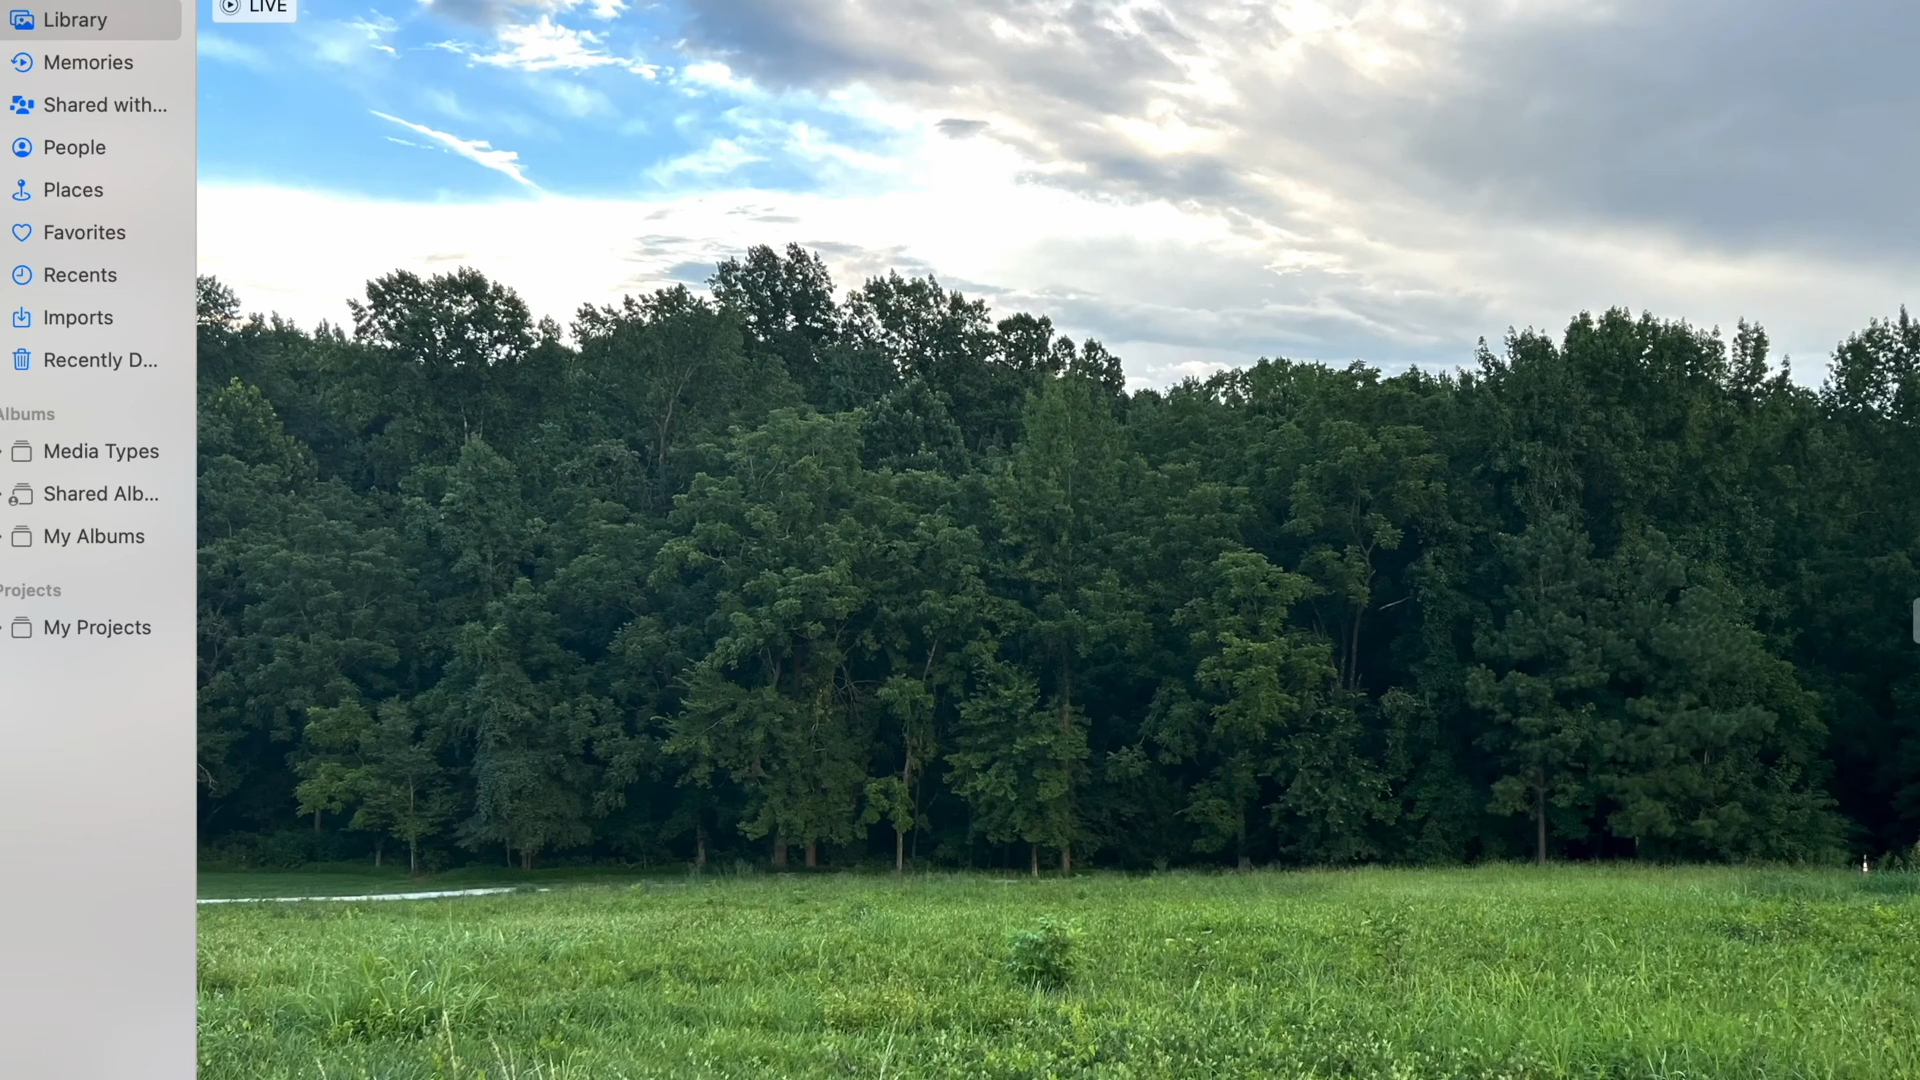 LIVE
Library
Memories
Shared with...
People
Places
Favorites
Recents
Imports
Recently D...
Albums
Media Types
Shared Alb...
My Albums
Projects
My Projects